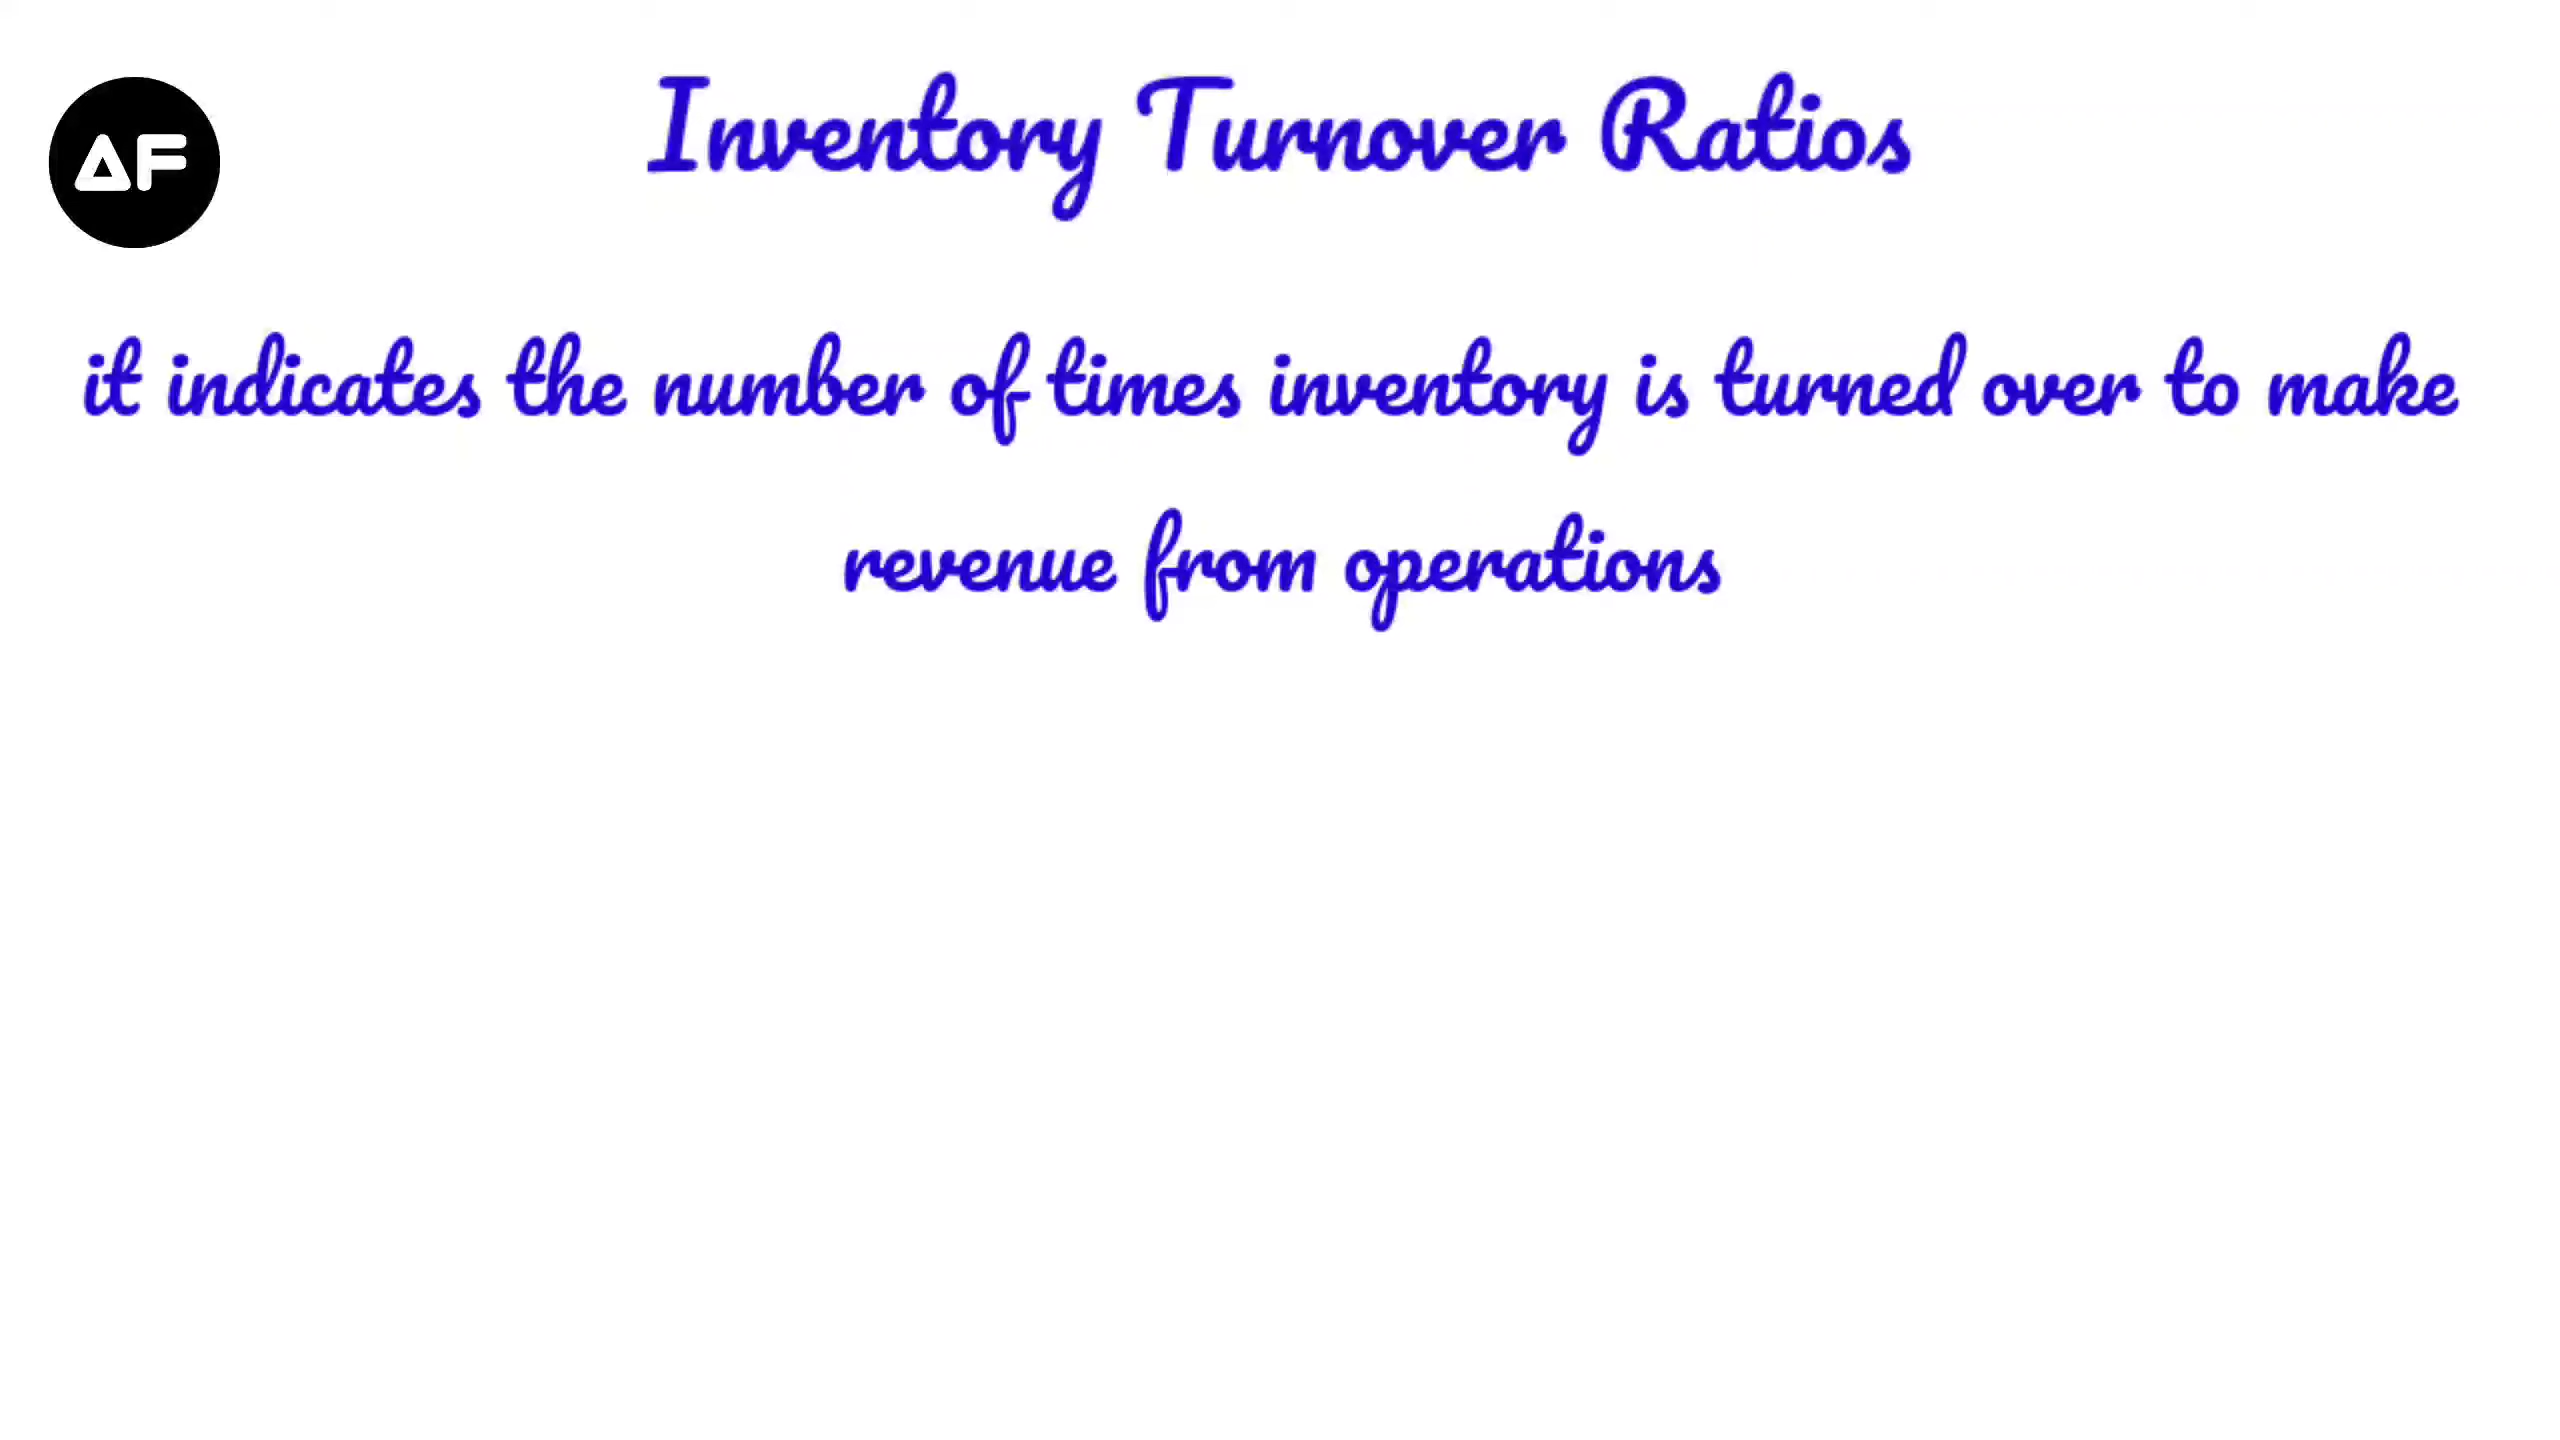 AF
Inventory Turnover Ratios
it indicates the number of times inventory is turned over to make
revenue from operations